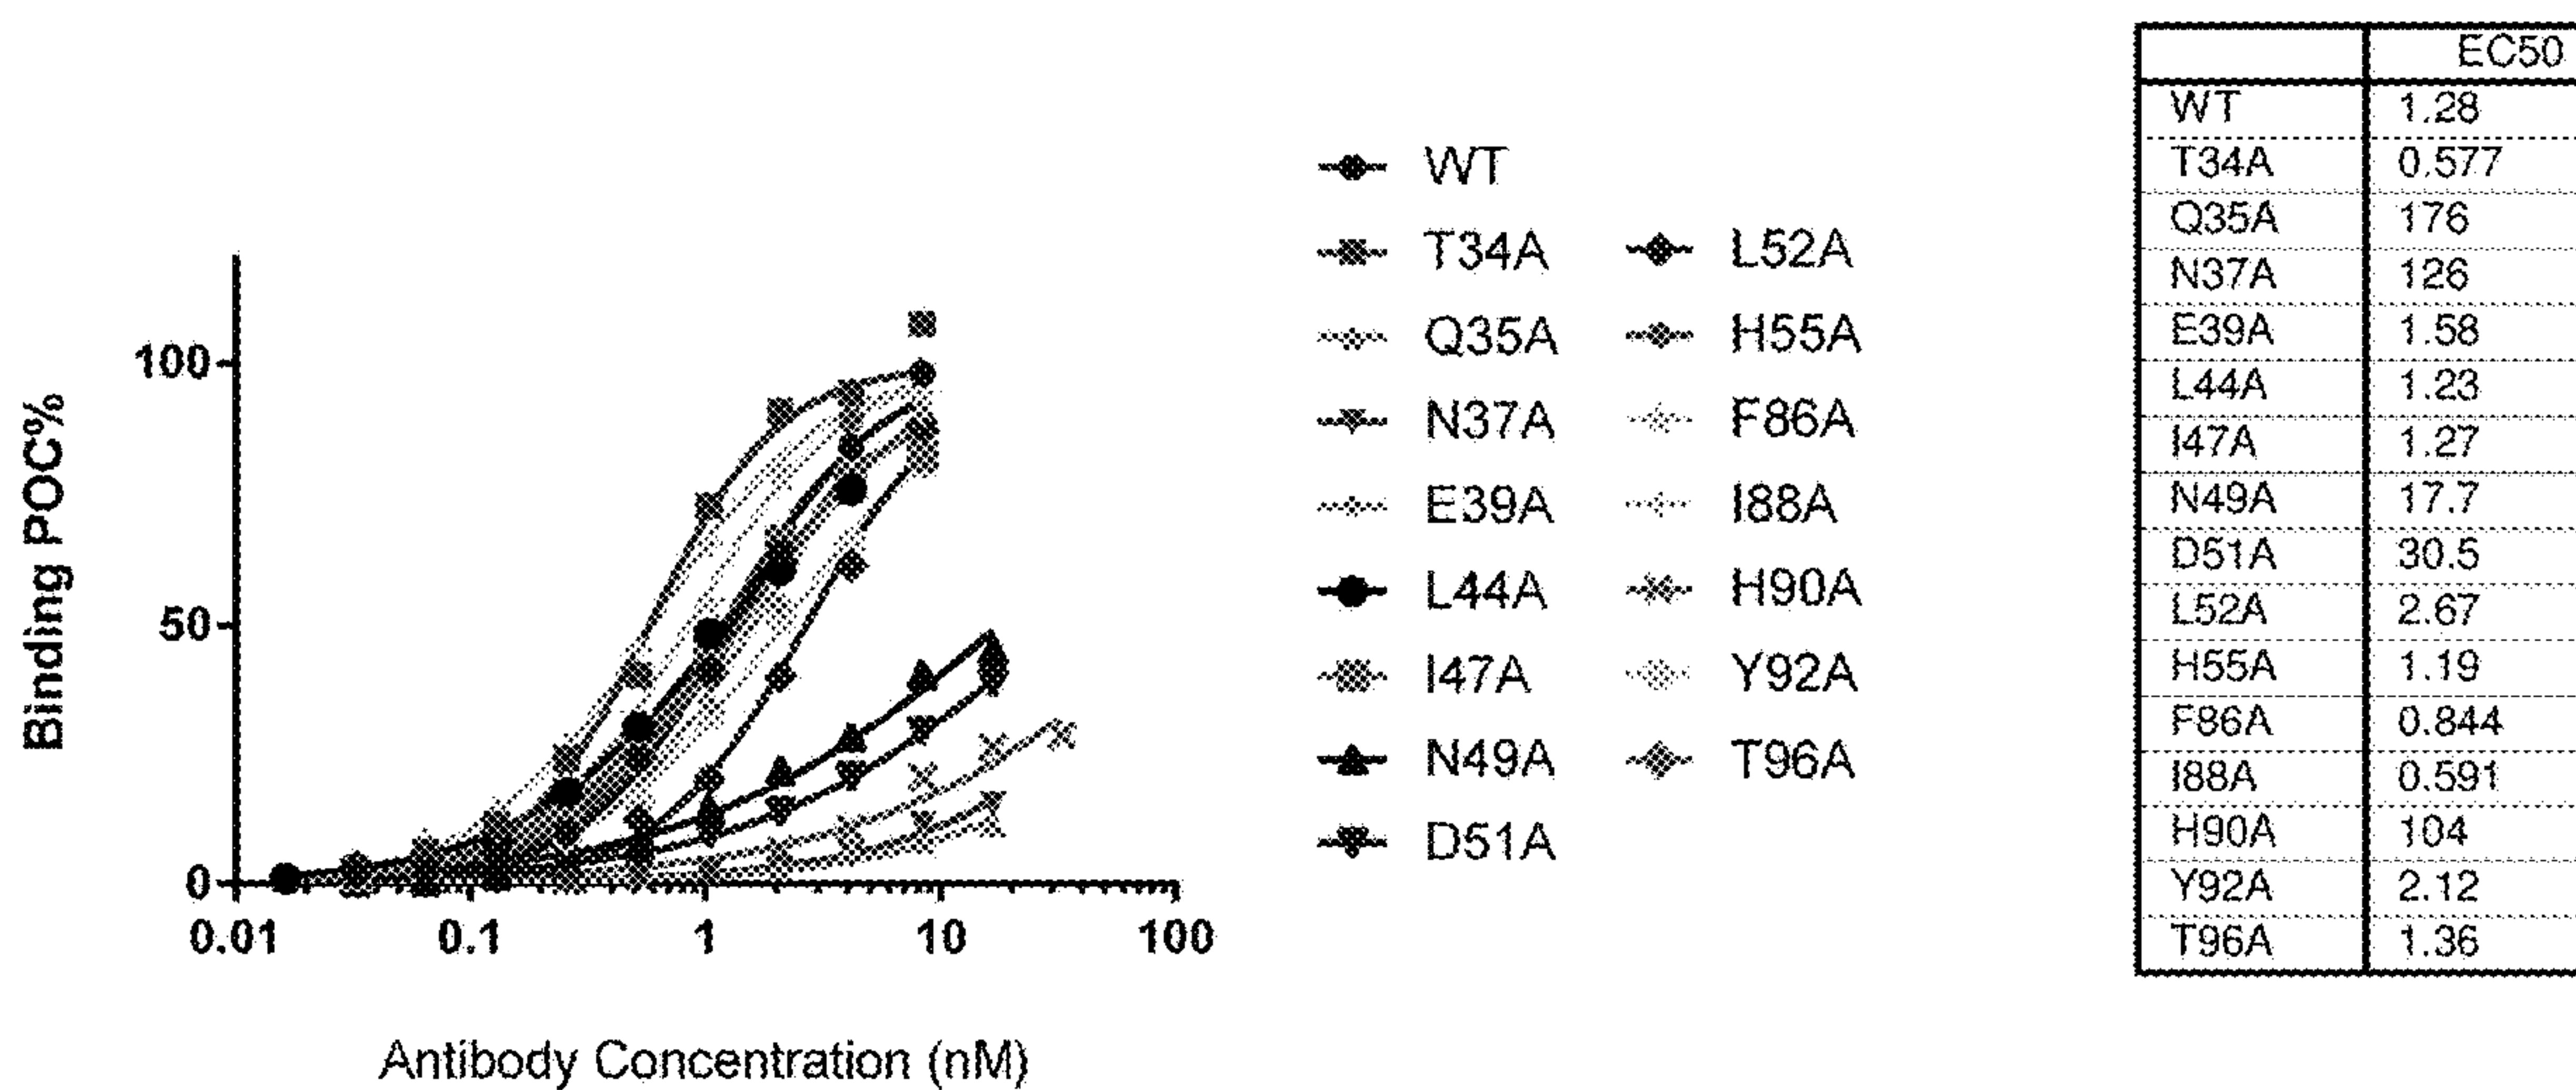 Binding POC%
100
50
0
0.01 0.1 1 10 100
Antibody Concentration (nM)
WT
T34A L52A
Q35A H55A
N37A F86A
E39A I88A
L44A H90A
I47A Y92A
N49A T96A
D51A
EC50
WT 1.28
T34A 0.577
Q35A 176
N37A 126
E39A 1.58
L44A 1.23
I47A 1.27
N49A 17.7
D51A 30.5
L52A 2.67
H55A 1.19
F86A 0.844
I88A 0.591
H90A 104
Y92A 2.12
T96A 1.36